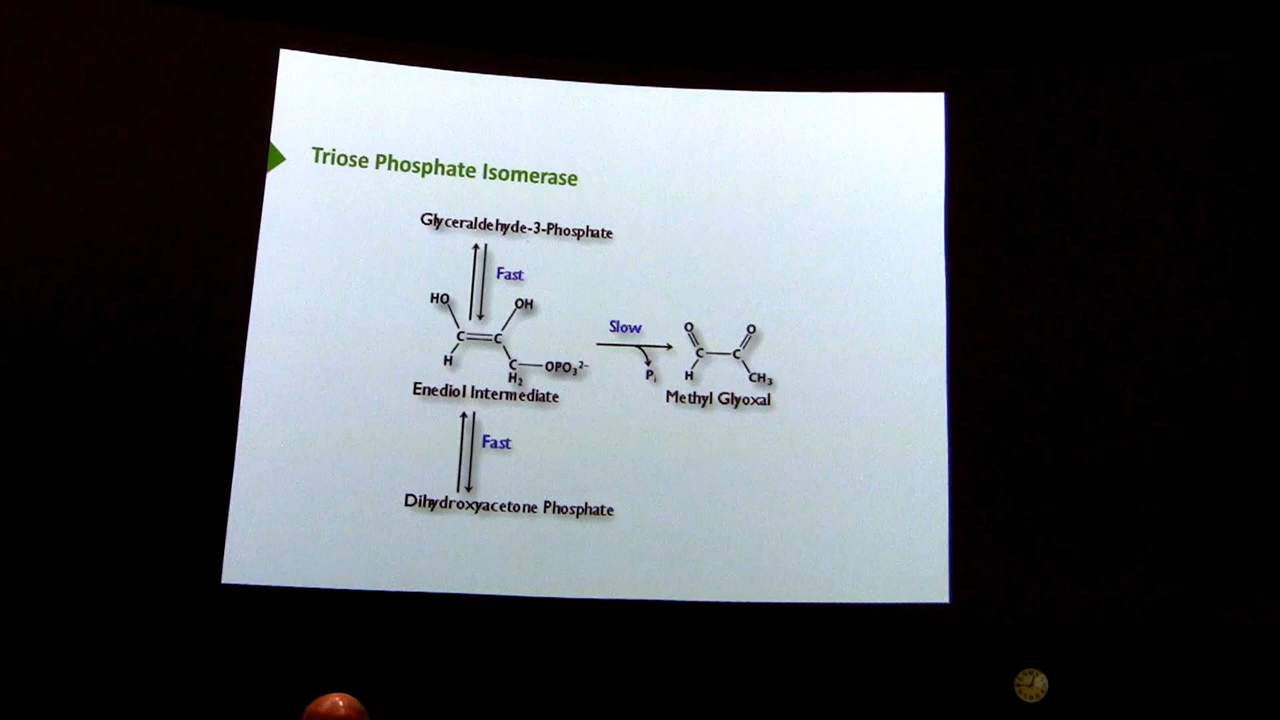 Triose Phosphate Isomerase
Glyceraldehyde-3-Phosphate
Fast
HO OH
C=C
H C—OPO₃²⁻
H₂
Enediol Intermediate
Slow
Pᵢ
O O
C—C
H CH₃
Methyl Glyoxal
Fast
Dihydroxyacetone Phosphate